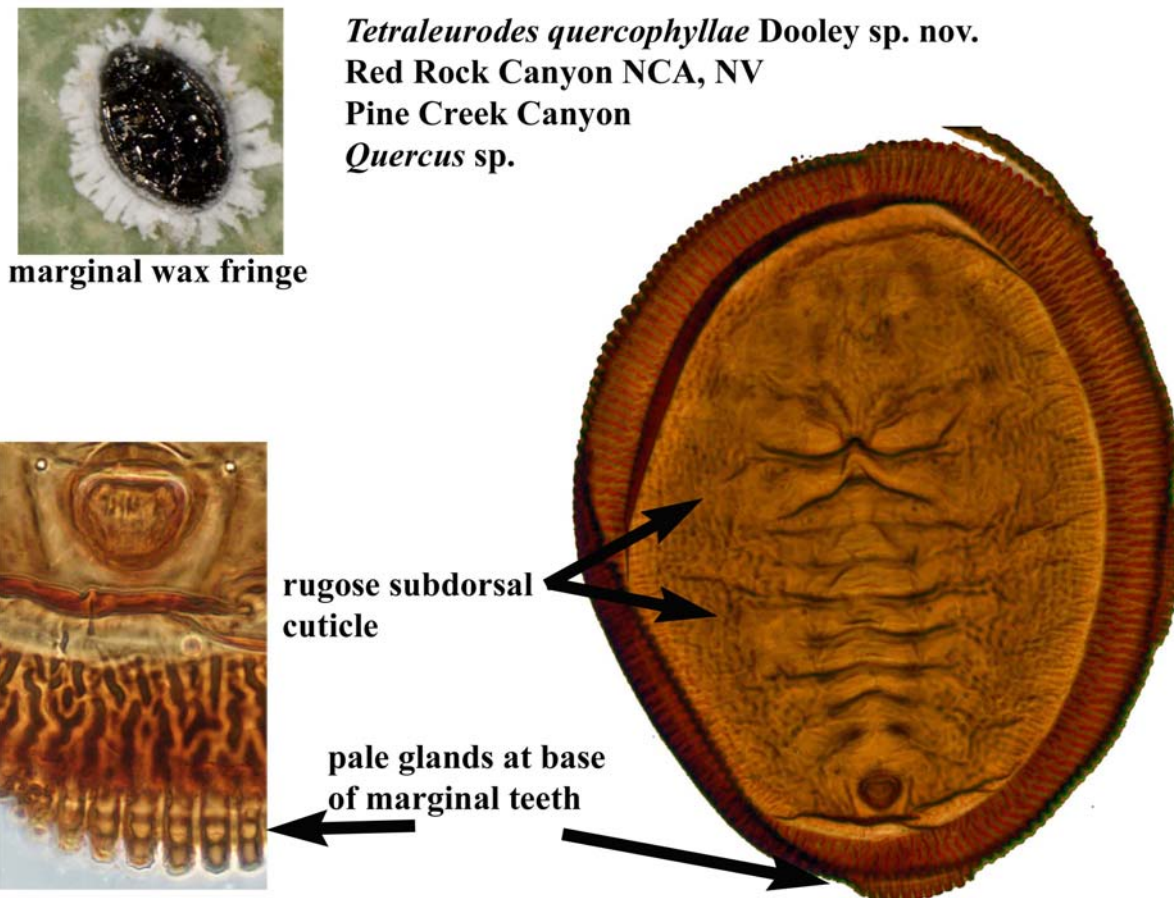 Tetraleurodes quercophyllae Dooley sp. nov.
Red Rock Canyon NCA, NV
Pine Creek Canyon
Quercus sp.
marginal wax fringe
rugose subdorsal
cuticle
pale glands at base
of marginal teeth